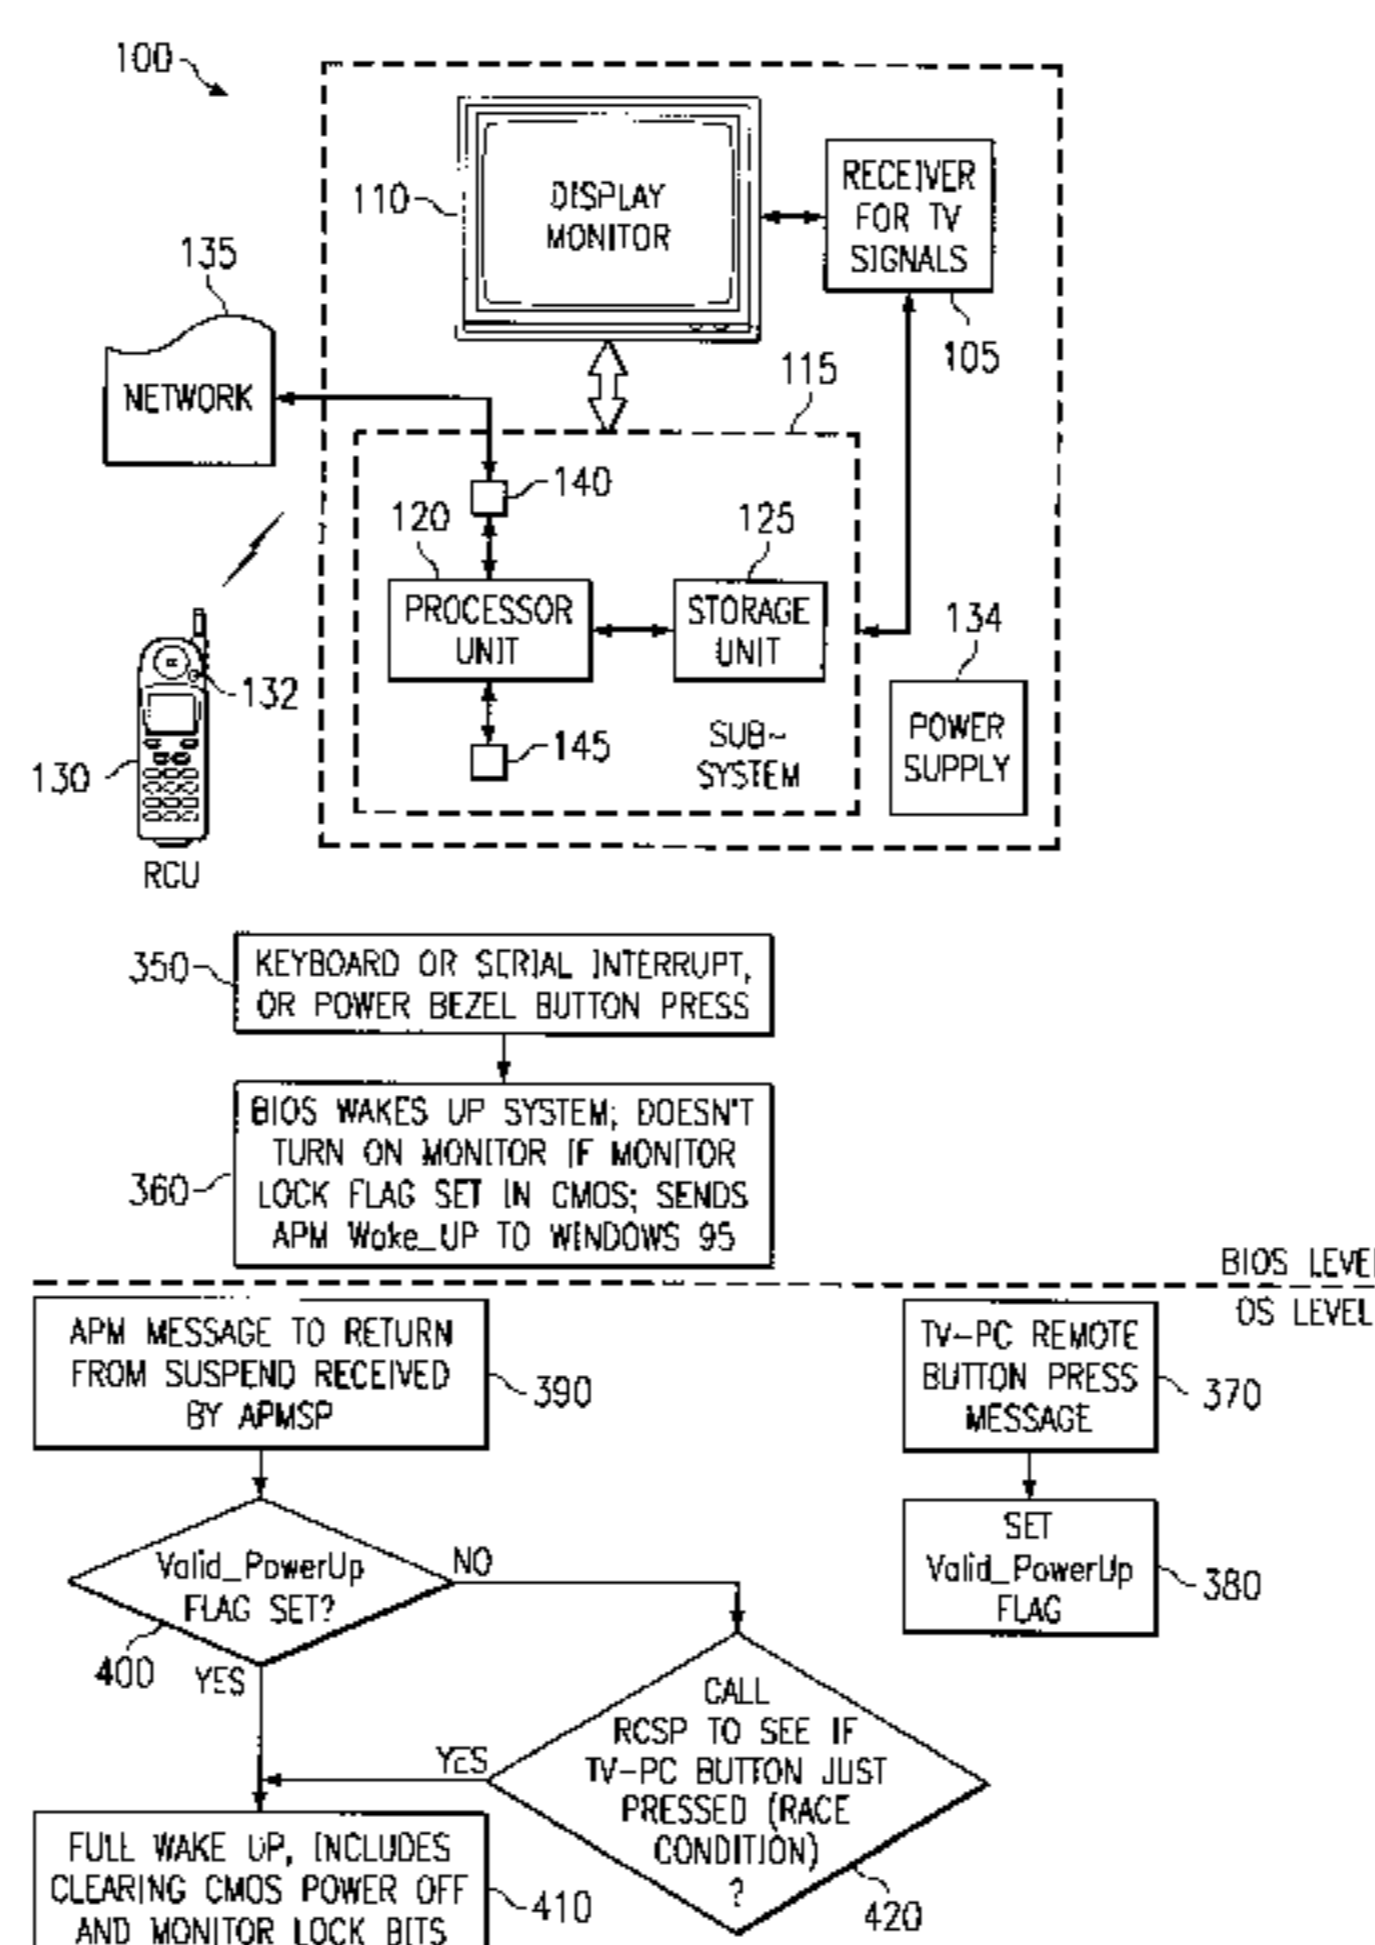 100
110
DISPLAY
MONITOR
RECEIVER
FOR TV
SIGNALS
105
135
NETWORK
115
140
120
125
PROCESSOR
UNIT
STORAGE
UNIT
134
132
145
SUB-
SYSTEM
POWER
SUPPLY
130
RCU
350
KEYBOARD OR SERIAL INTERRUPT,
OR POWER BEZEL BUTTON PRESS
360
BIOS WAKES UP SYSTEM; DOESN'T
TURN ON MONITOR IF MONITOR
LOCK FLAG SET IN CMOS; SENDS
APM Wake_UP TO WINDOWS 95
BIOS LEVEL
OS LEVEL
APM MESSAGE TO RETURN
FROM SUSPEND RECEIVED
BY APMSP
390
TV-PC REMOTE
BUTTON PRESS
MESSAGE
370
Valid_PowerUp
FLAG SET?
NO
400
YES
SET
Valid_PowerUp
FLAG
380
CALL
RCSP TO SEE IF
TV-PC BUTTON JUST
PRESSED (RACE
CONDITION)
?
YES
420
FULL WAKE UP, INCLUDES
CLEARING CMOS POWER OFF
AND MONITOR LOCK BITS
410